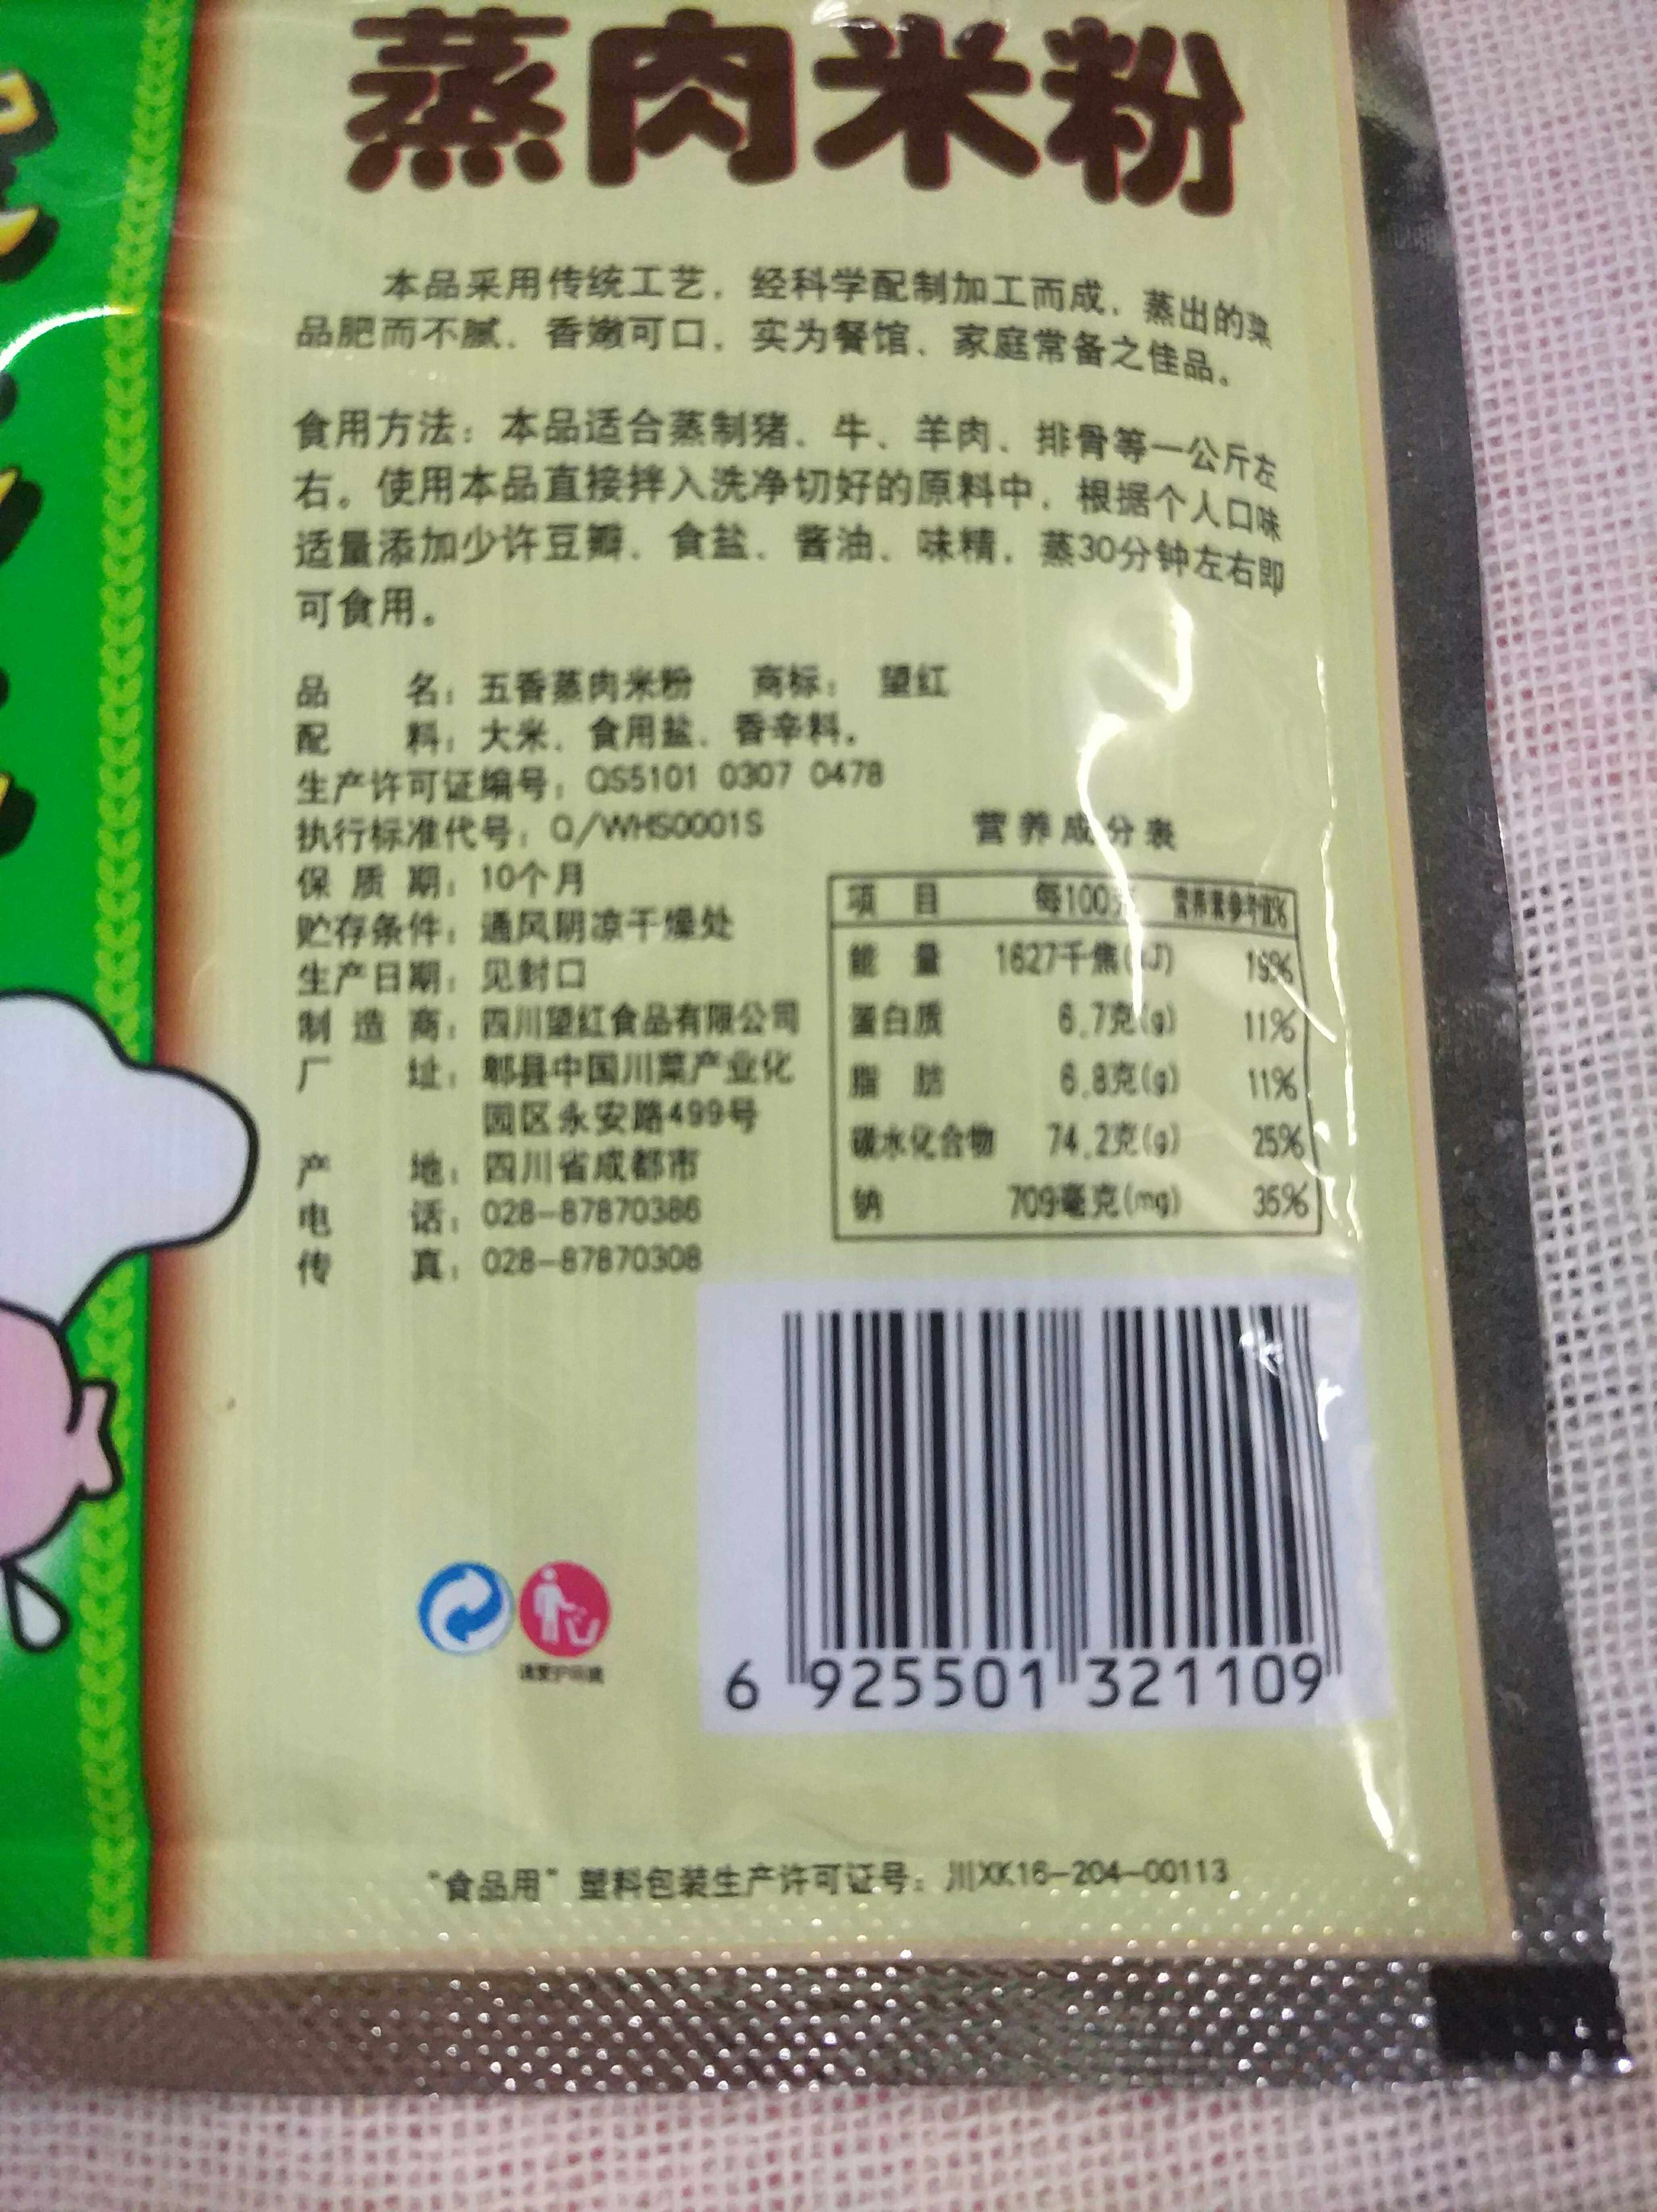 蒸肉米粉
本品采用传统工艺，经科学配制加工而成，蒸出的菜
品肥而不腻、香嫩可口，实为餐馆、家庭常备之佳品。
食用方法：本品适合蒸制猪、牛、羊肉、排骨等一公斤左
右。使用本品直接拌入洗净切好的原料中，根据个人口味
适量添加少许豆瓣、食盐、酱油、味精，蒸30分钟左右即
可食用。
品 名：五香蒸肉米粉 商标： 望红
配 料：大米、食用盐、香辛料。
生产许可证编号：QS5101 0307 0478
执行标准代号：Q/WHS0001S
保 质 期：10个月
贮存条件：通风阴凉干燥处
生产日期：见封口
制 造 商：四川望红食品有限公司
厂 址：郫县中国川菜产业化
园区永安路499号
产 地：四川省成都市
电 话：028-87870386
传 真：028-87870308
营养成分表
项 目 每100克 营养素参考值%
能 量 1627千焦(kJ) 19%
蛋白质 6.7克(g) 11%
脂 肪 6.8克(g) 11%
碳水化合物 74.2克(g) 25%
钠 709毫克(mg) 35%
6 925501 321109
"食品用"塑料包装生产许可证号：川XK16-204-00113